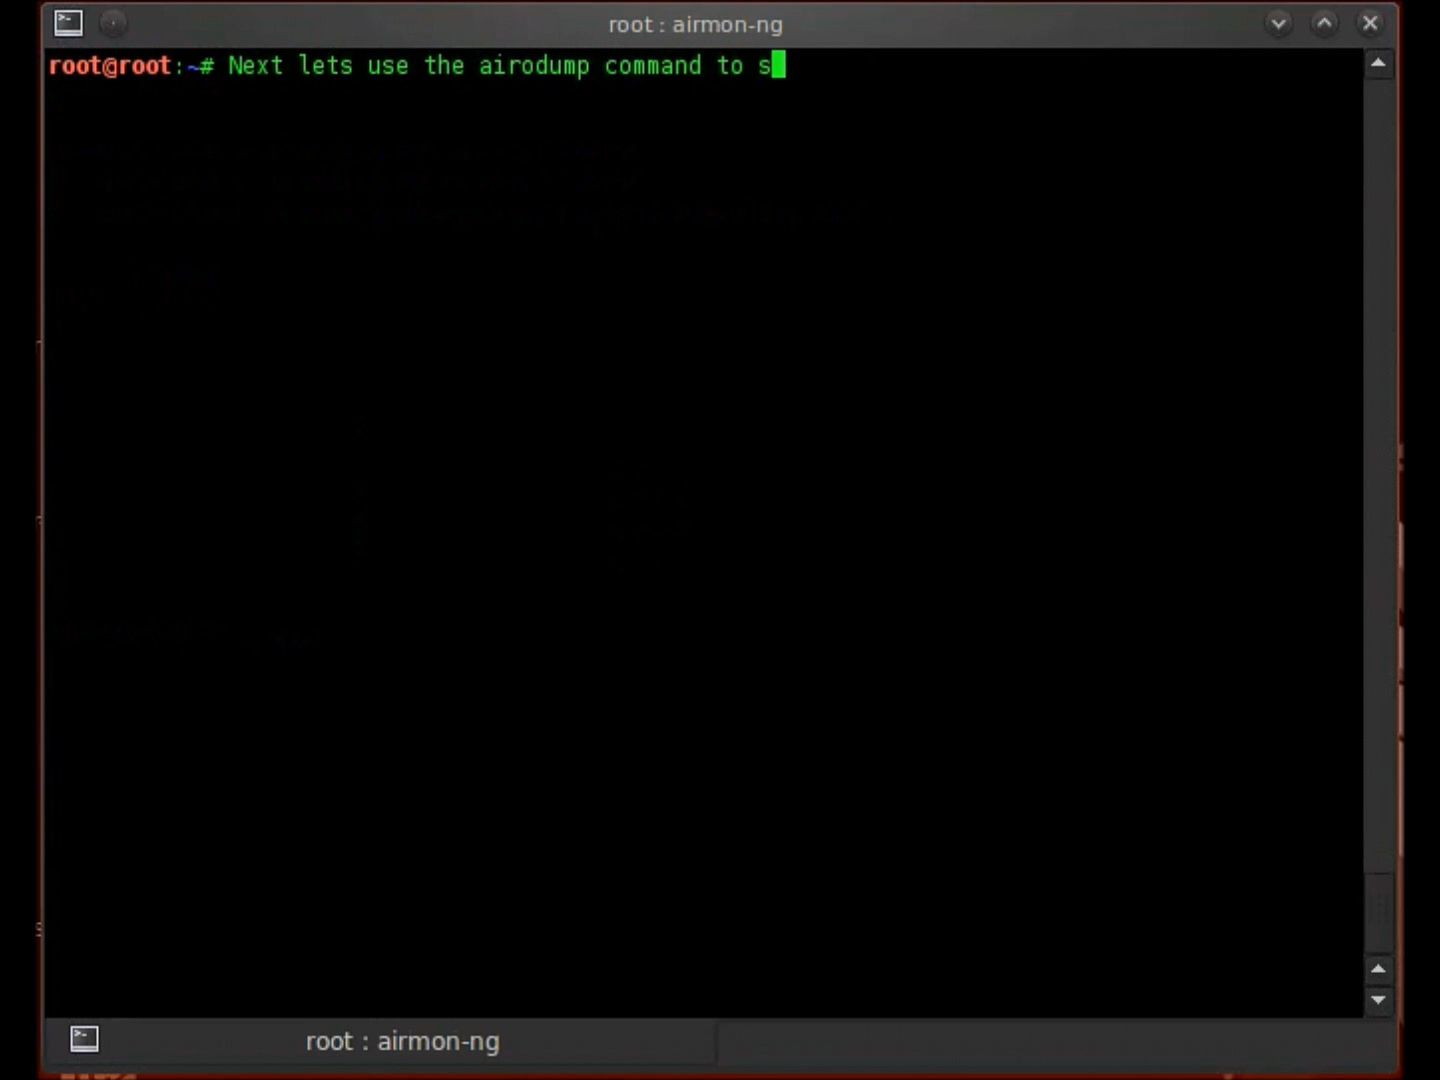 root : airmon-ng
root@root:~# Next lets use the airodump command to s
root : airmon-ng